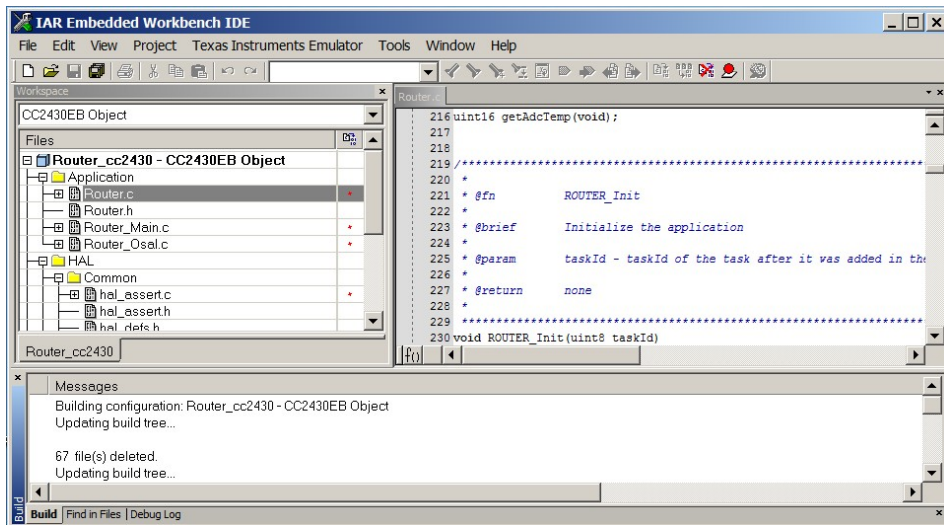 IAR Embedded Workbench IDE
File Edit View Project Texas Instruments Emulator Tools Window Help
Workspace
CC2430EB Object
Files
Router_cc2430 - CC2430EB Object
Application
Router.c
Router.h
Router_Main.c
Router_Osal.c
HAL
Common
hal_assert.c
hal_assert.h
hal_defs.h
Router_cc2430
Router.c
216 uint16 getAdcTemp(void);
217
218
219 /*****************************************************************************
220 *
221 * @fn ROUTER_Init
222 *
223 * @brief Initialize the application
224 *
225 * @param taskId - taskId of the task after it was added in the
226 *
227 * @return none
228 *
229 *****************************************************************************
230 void ROUTER_Init(uint8 taskId)
f()
Messages
Building configuration: Router_cc2430 - CC2430EB Object
Updating build tree...
67 file(s) deleted.
Updating build tree...
Build
Build Find in Files Debug Log